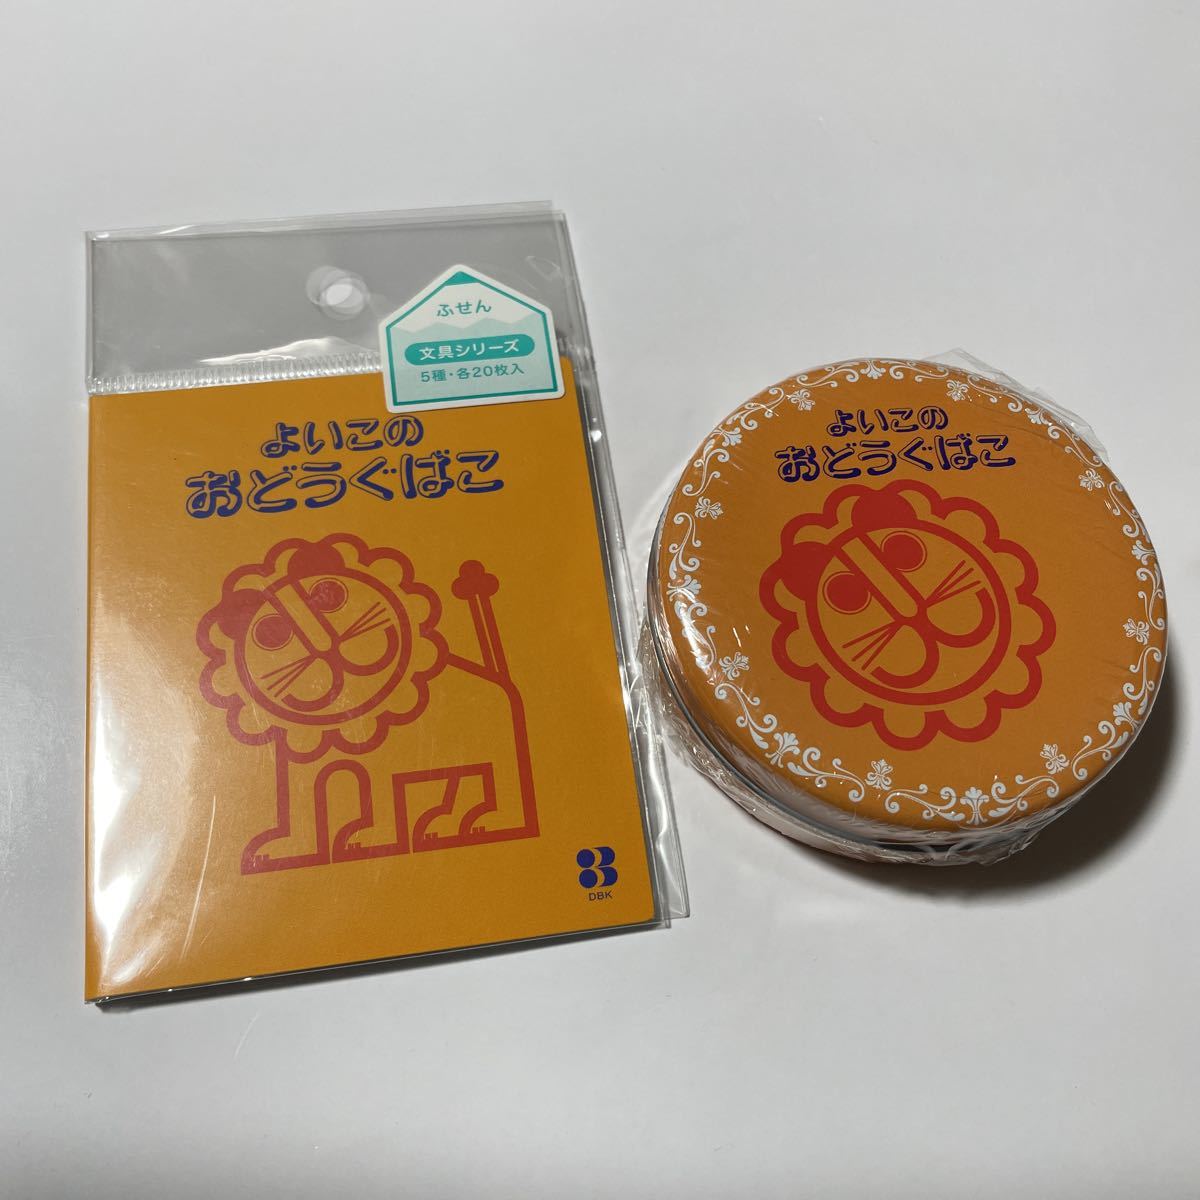 ふせん
文具シリーズ
5種・各20枚入
よいこの
おどうぐばこ
DBK
よいこの
おどうぐばこ